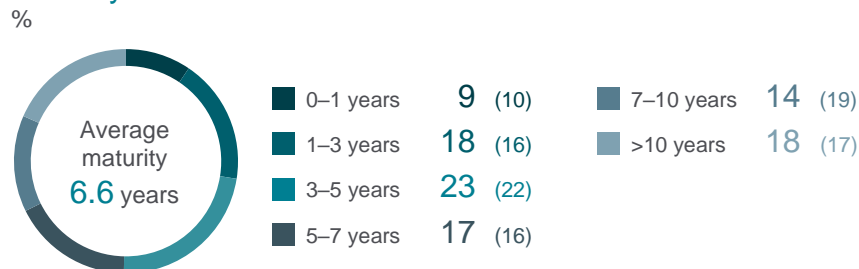 %
Average
maturity
6.6 years
0–1 years 9 (10)
1–3 years 18 (16)
3–5 years 23 (22)
5–7 years 17 (16)
7–10 years 14 (19)
>10 years 18 (17)